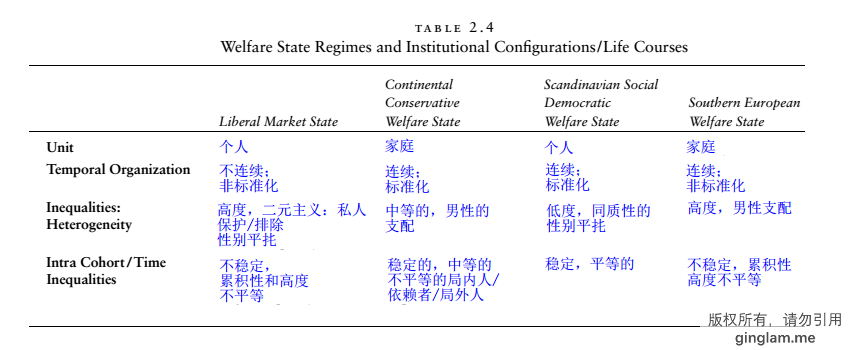 TABLE 2.4
Welfare State Regimes and Institutional Configurations/Life Courses
Liberal Market State
Continental
Conservative
Welfare State
Scandinavian Social
Democratic
Welfare State
Southern European
Welfare State
Unit
个人
家庭
个人
家庭
Temporal Organization
不连续；
非标准化
连续；
标准化
连续；
标准化
连续；
非标准化
Inequalities:
Heterogeneity
高度，二元主义：私人
保护/排除
性别平扥
中等的，男性的
支配
低度，同质性的
性别平扥
高度，男性支配
Intra Cohort/Time
Inequalities
不稳定，
累积性和高度
不平等
稳定的，中等的
不平等的局内人/
依赖者/局外人
稳定，平等的
不稳定，累积性
高度不平等
版权所有，请勿引用
ginglam.me